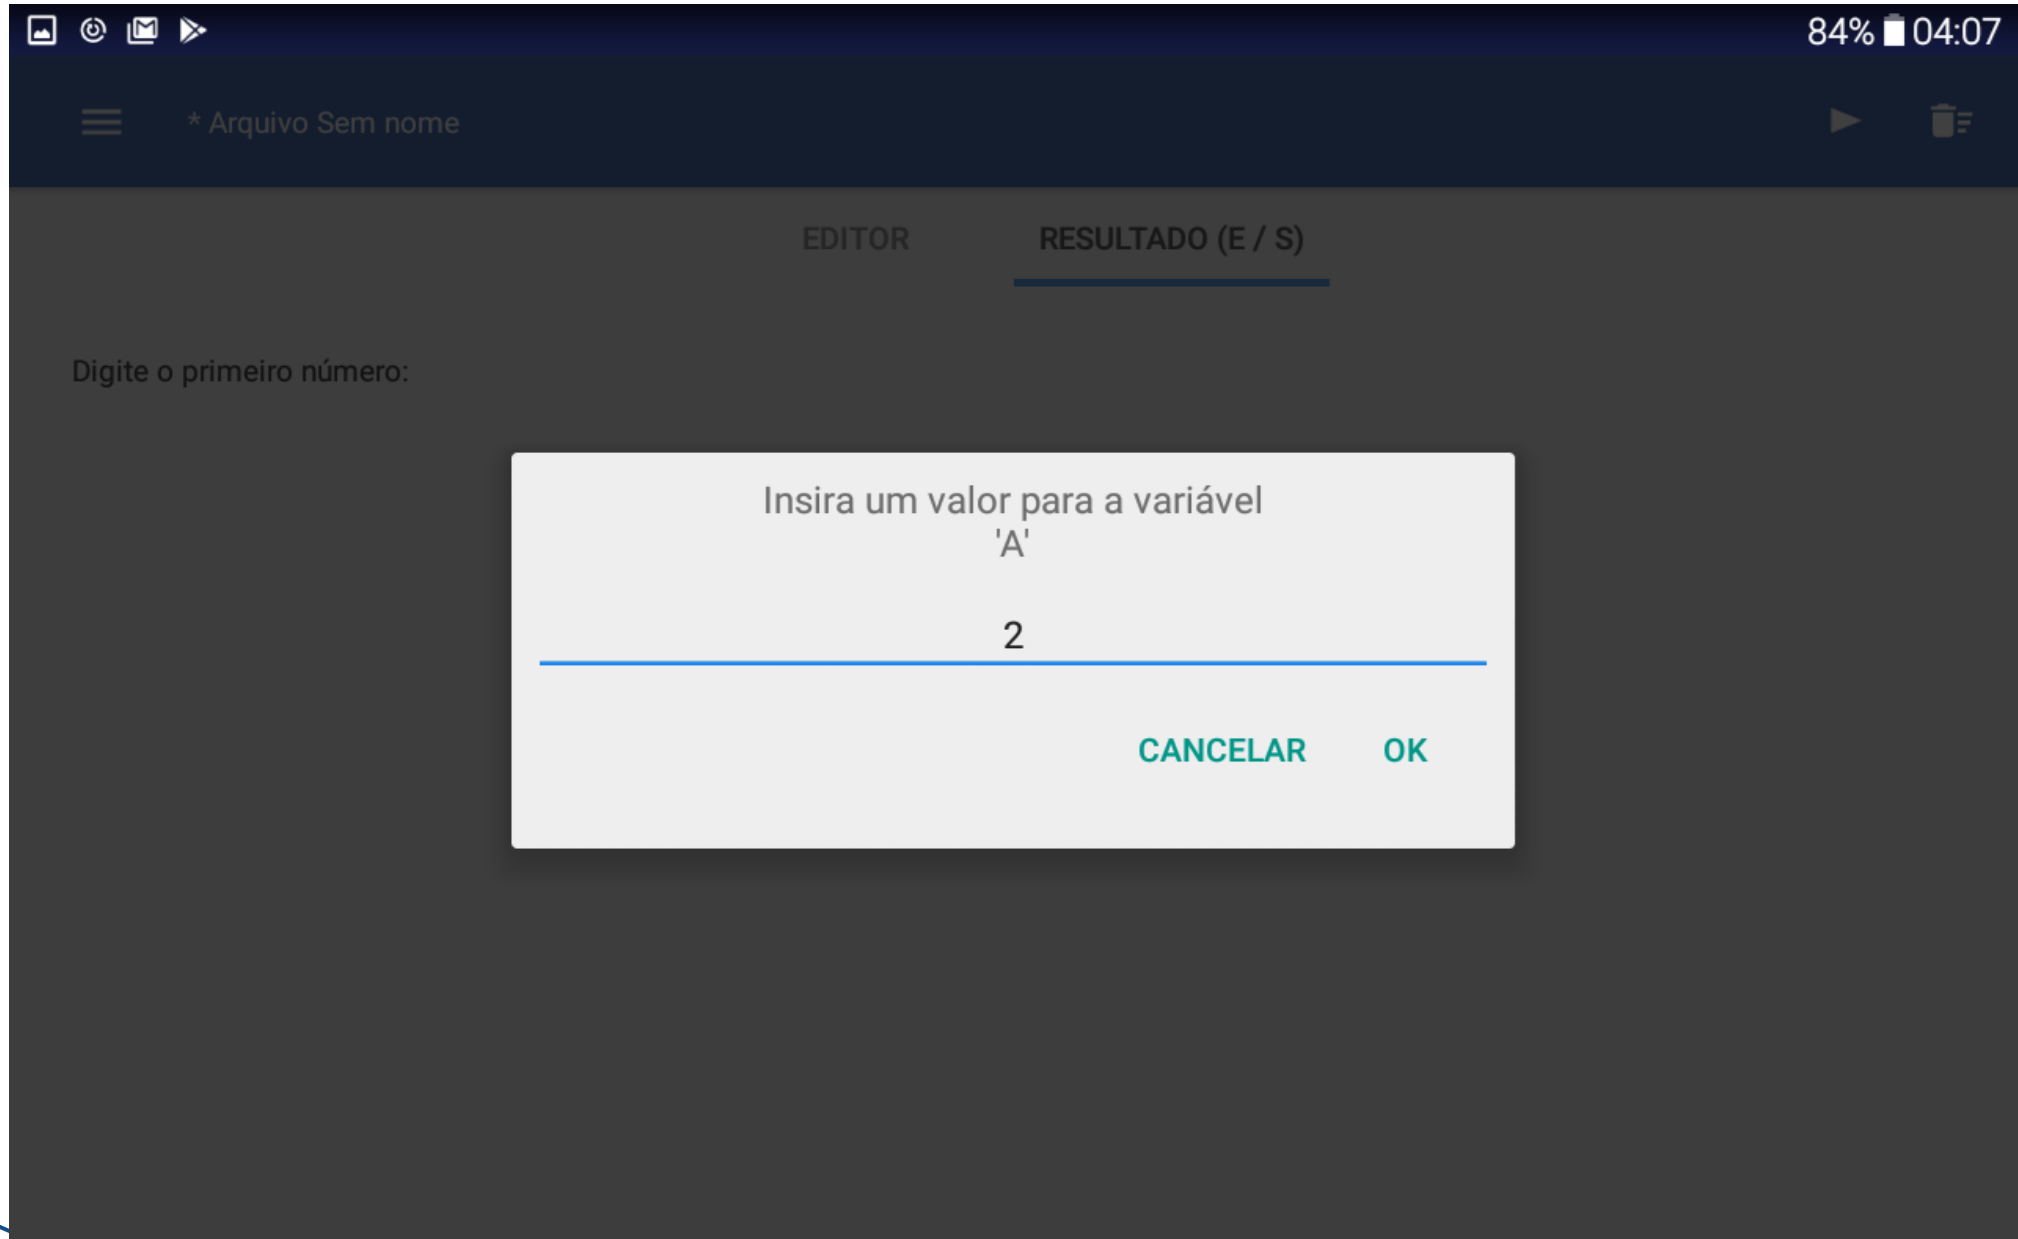 84% 04:07
* Arquivo Sem nome
EDITOR RESULTADO (E / S)
Digite o primeiro número:
Insira um valor para a variável
'A'
2
CANCELAR OK